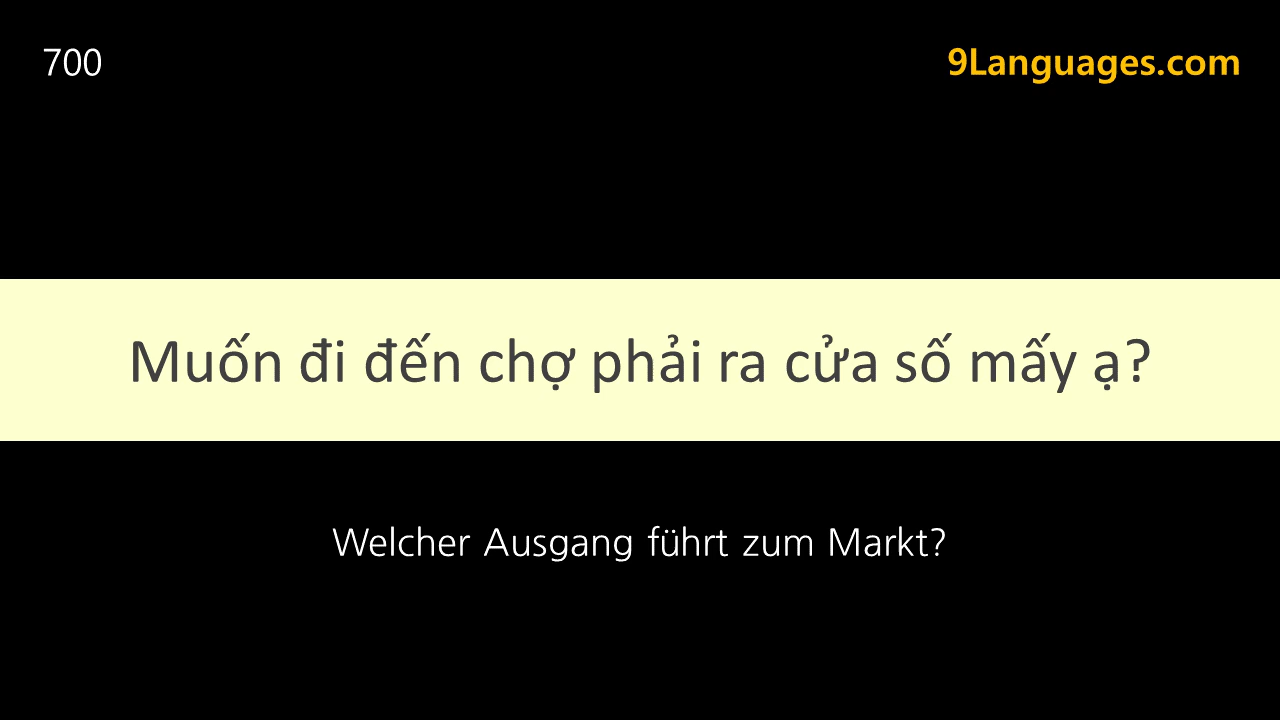 700
9Languages.com
Muốn đi đến chợ phải ra cửa số mấy ạ?
Welcher Ausgang führt zum Markt?